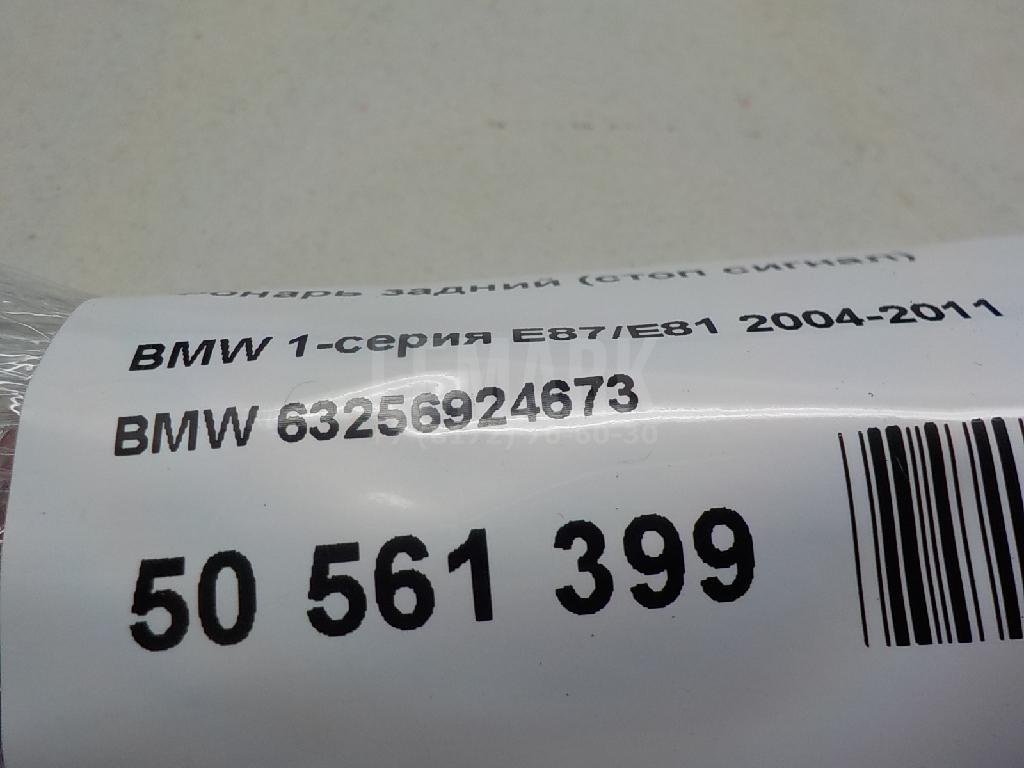 фонарь задний (стоп сигнал)
BMW 1-серия E87/E81 2004-2011
BMW 63256924673
50 561 399